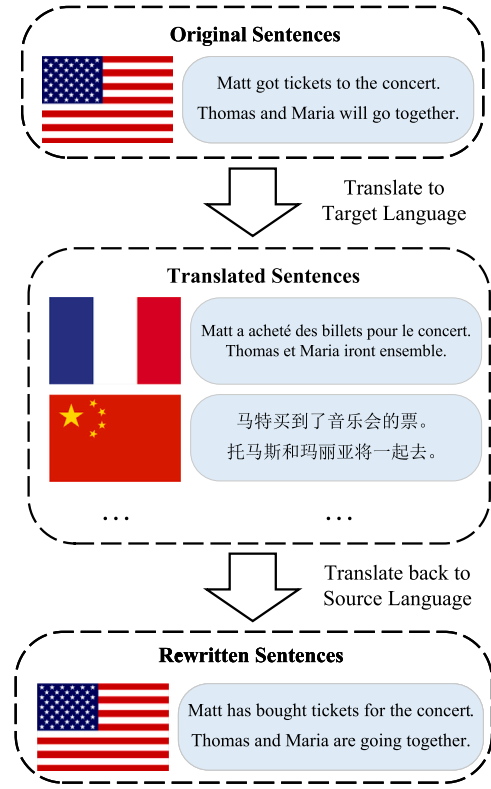 Original Sentences
Matt got tickets to the concert.
Thomas and Maria will go together.
Translate to
Target Language
Translated Sentences
Matt a acheté des billets pour le concert.
Thomas et Maria iront ensemble.
马特买到了音乐会的票。
托马斯和玛丽亚将一起去。
... ...
Translate back to
Source Language
Rewritten Sentences
Matt has bought tickets for the concert.
Thomas and Maria are going together.